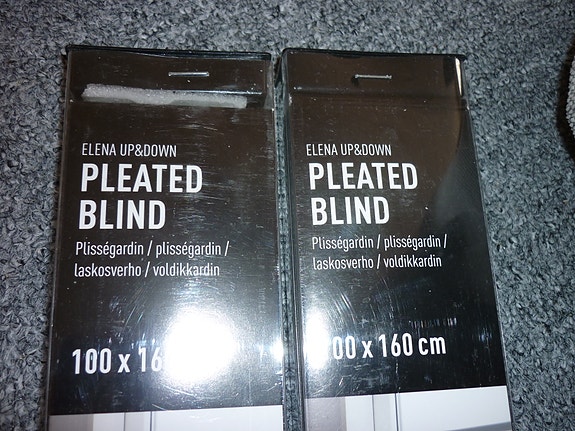 ELENA UP&DOWN
PLEATED
BLIND
Plisségardin / plisségardin /
laskosverho / voldikkardin
100 x 16
ELENA UP&DOWN
PLEATED
BLIND
Plisségardin / plisségardin /
laskosverho / voldikkardin
00 x 160 cm